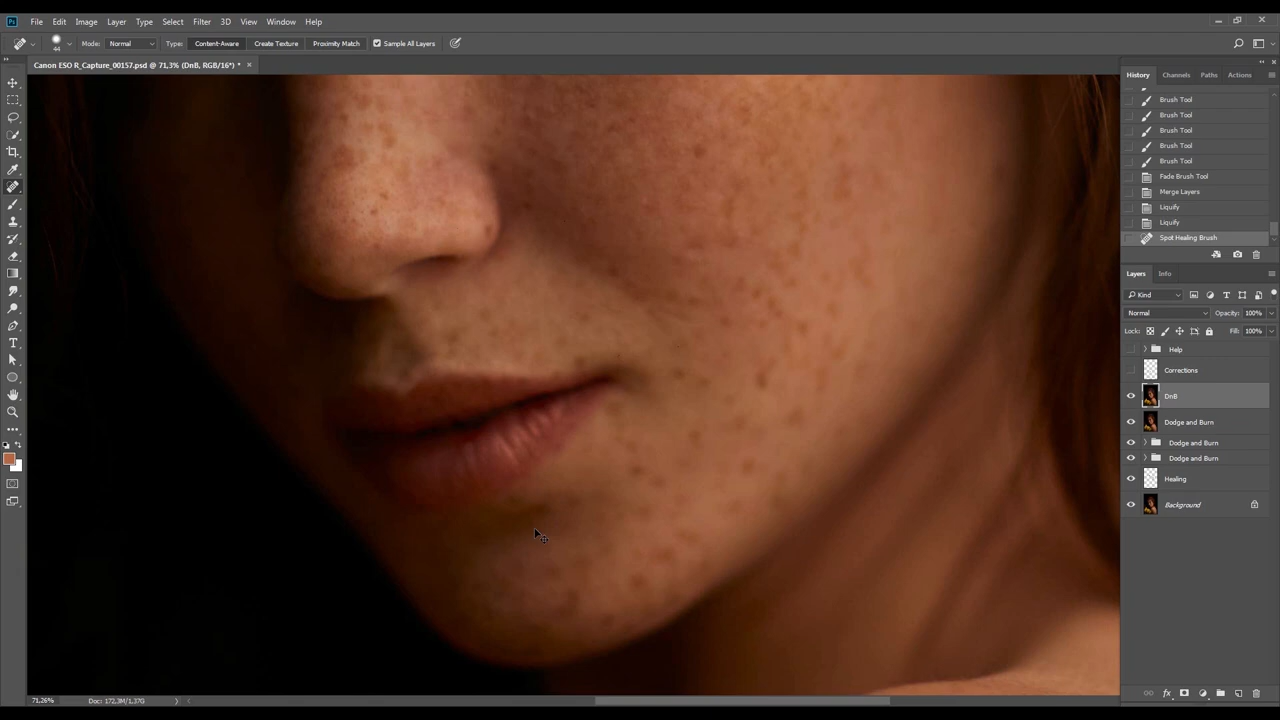 Ps File Edit Image Layer Type Select Filter 3D View Window Help
44 Mode: Normal Type: Content-Aware Create Texture Proximity Match Sample All Layers
Canon ESO R_Capture_00157.psd @ 71,3% (DnB, RGB/16*) *
History Channels Paths Actions
Brush Tool
Brush Tool
Brush Tool
Brush Tool
Brush Tool
Fade Brush Tool
Merge Layers
Liquify
Liquify
Spot Healing Brush
Layers Info
Kind
Normal Opacity: 100%
Lock: Fill: 100%
Help
Corrections
DnB
Dodge and Burn
Dodge and Burn
Dodge and Burn
Healing
Background
71,26% Doc: 172,3M/1,37G